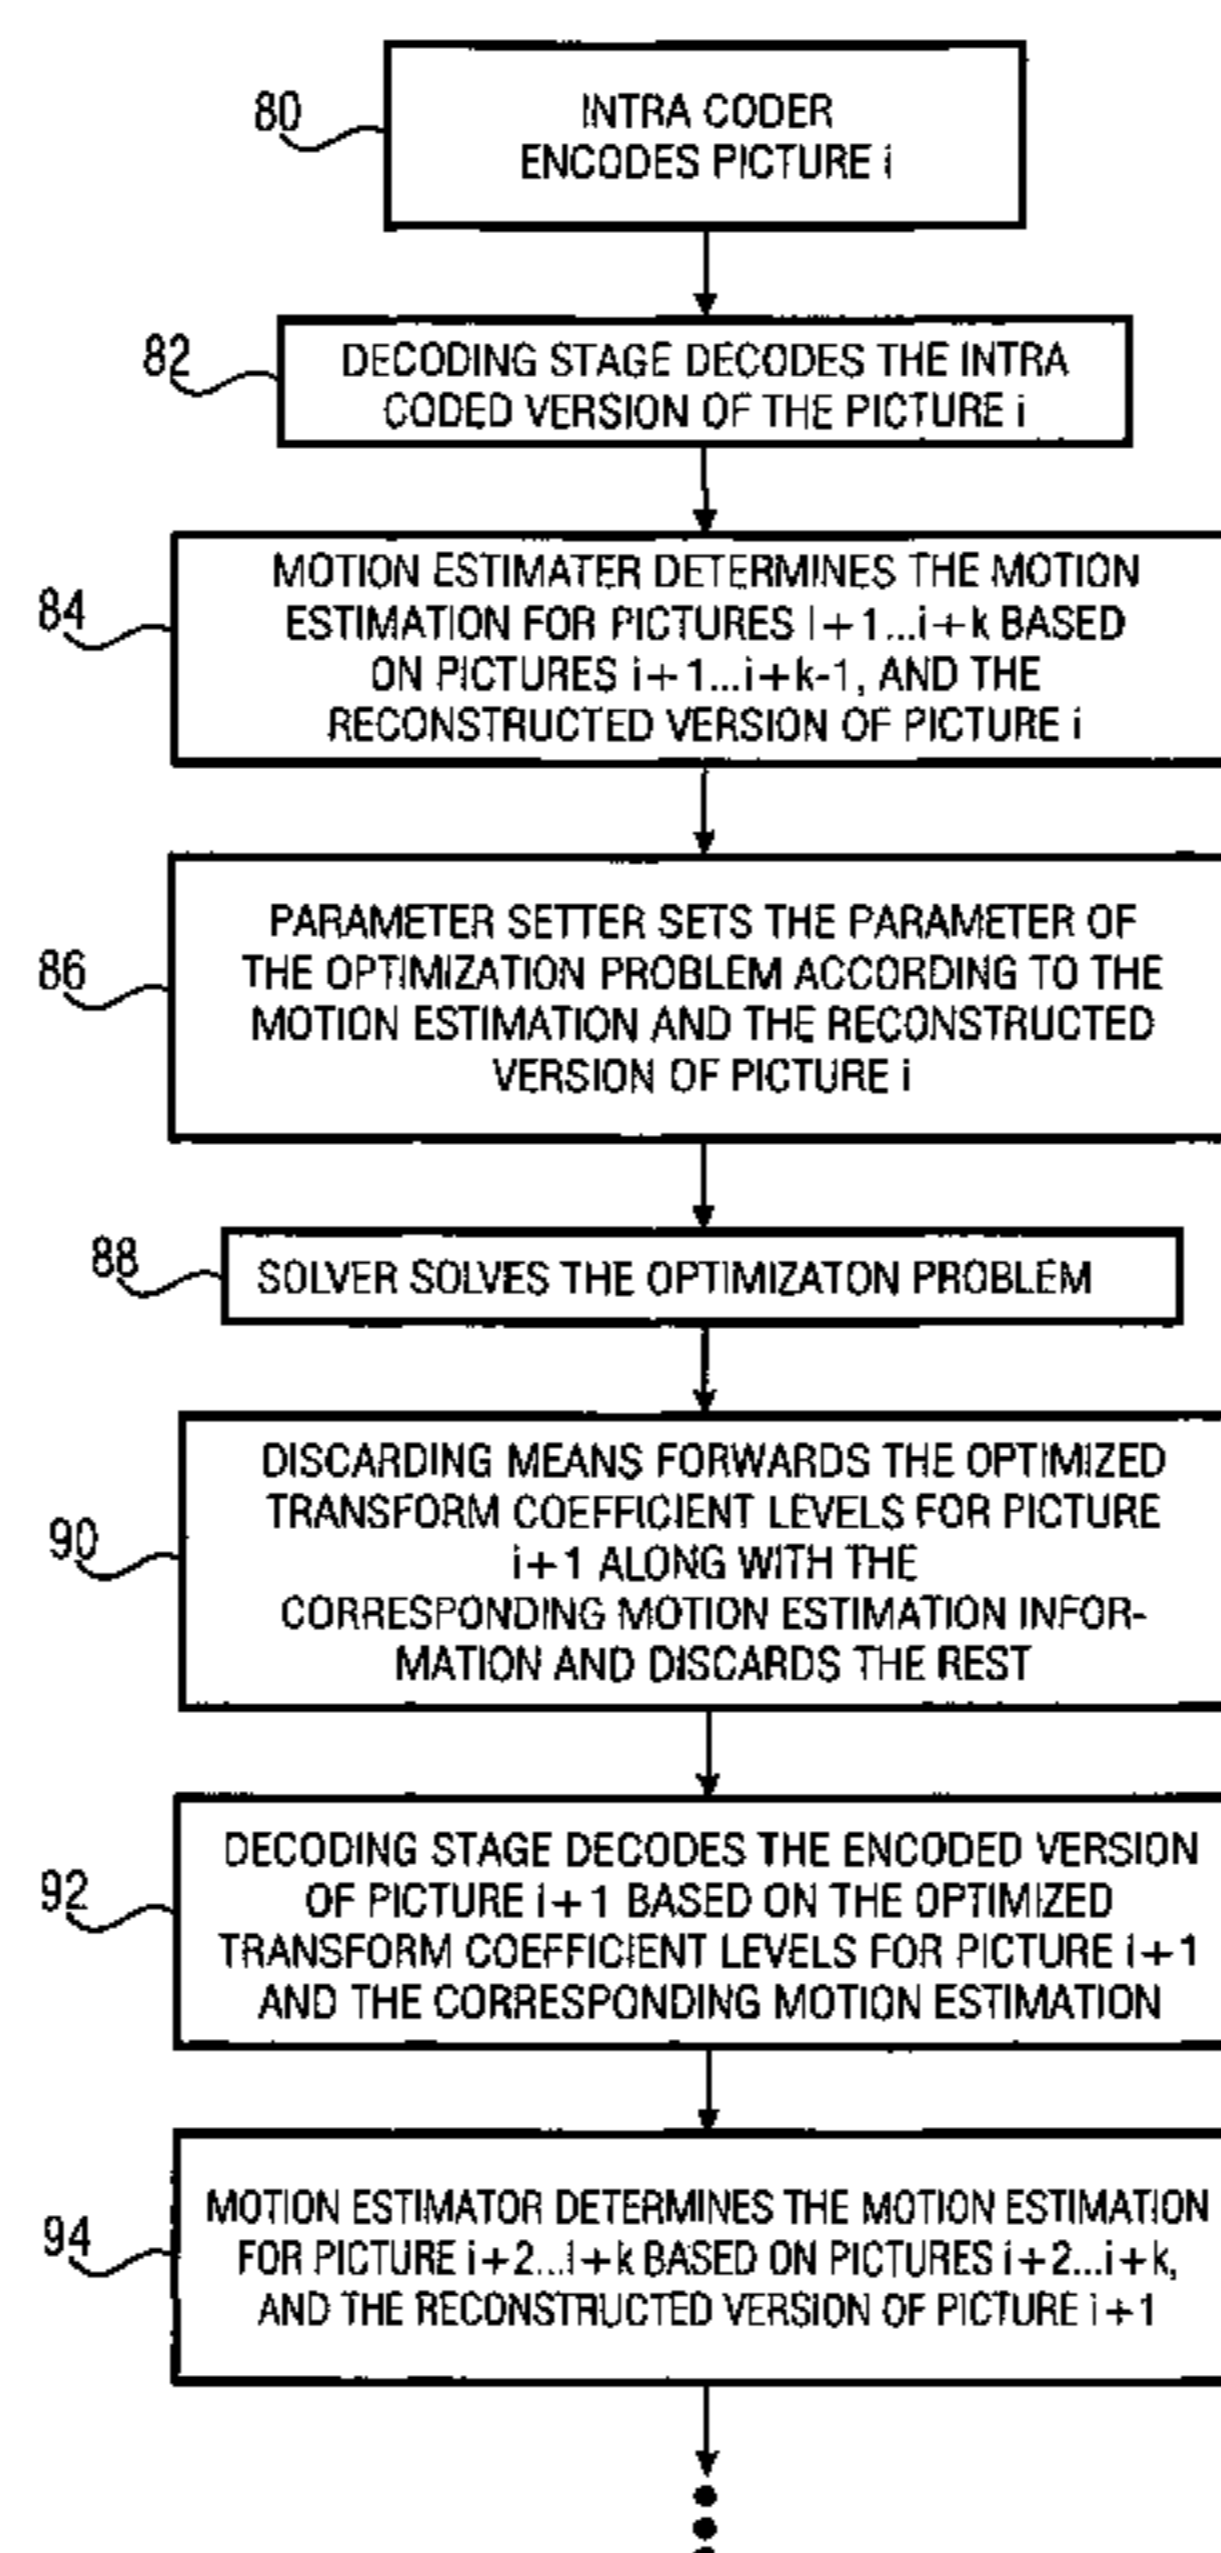 80
INTRA CODER
ENCODES PICTURE i
82
DECODING STAGE DECODES THE INTRA
CODED VERSION OF THE PICTURE i
84
MOTION ESTIMATER DETERMINES THE MOTION
ESTIMATION FOR PICTURES I+1...i+k BASED
ON PICTURES i+1...i+k-1, AND THE
RECONSTRUCTED VERSION OF PICTURE i
86
PARAMETER SETTER SETS THE PARAMETER OF
THE OPTIMIZATION PROBLEM ACCORDING TO THE
MOTION ESTIMATION AND THE RECONSTRUCTED
VERSION OF PICTURE i
88
SOLVER SOLVES THE OPTIMIZATON PROBLEM
90
DISCARDING MEANS FORWARDS THE OPTIMIZED
TRANSFORM COEFFICIENT LEVELS FOR PICTURE
i+1 ALONG WITH THE
CORRESPONDING MOTION ESTIMATION INFOR-
MATION AND DISCARDS THE REST
92
DECODING STAGE DECODES THE ENCODED VERSION
OF PICTURE i+1 BASED ON THE OPTIMIZED
TRANSFORM COEFFICIENT LEVELS FOR PICTURE i+1
AND THE CORRESPONDING MOTION ESTIMATION
94
MOTION ESTIMATOR DETERMINES THE MOTION ESTIMATION
FOR PICTURE i+2...i+k BASED ON PICTURES i+2...i+k,
AND THE RECONSTRUCTED VERSION OF PICTURE i+1